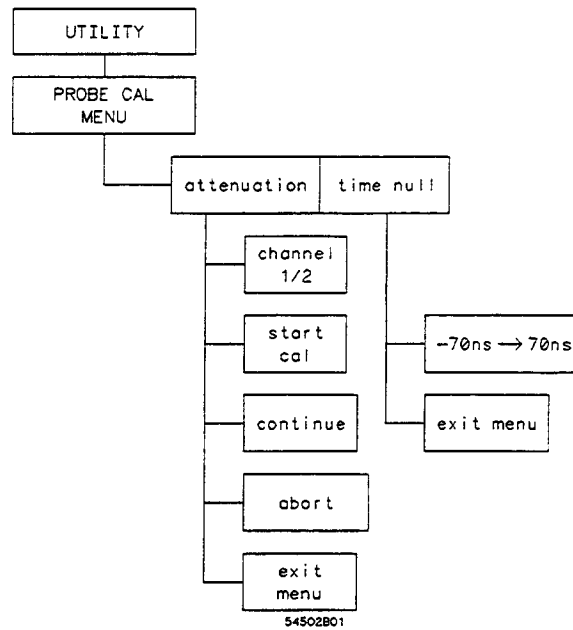 UTILITY
PROBE CAL
MENU
attenuation
time null
channel
1/2
start
cal
-70ns → 70ns
continue
exit menu
abort
exit
menu
54502B01